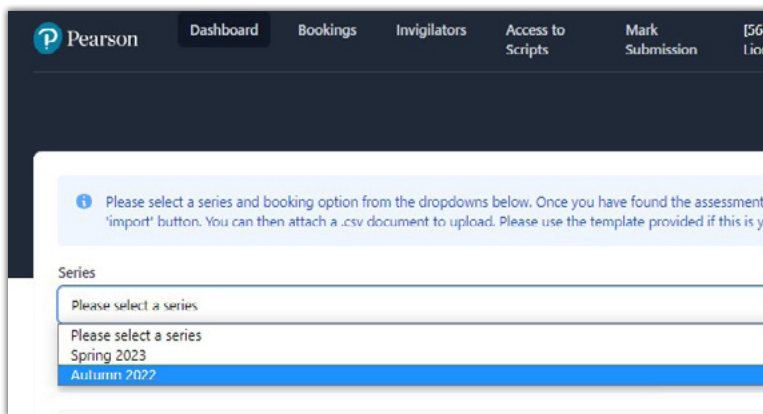 Pearson
Dashboard
Bookings
Invigilators
Access to
Scripts
Mark
Submission
[56
Please select a series and booking option from the dropdowns below. Once you have found the assessment
'import' button. You can then attach a .csv document to upload. Please use the template provided if this is y
Series
Please select a series
Please select a series
Spring 2023
Autumn 2022